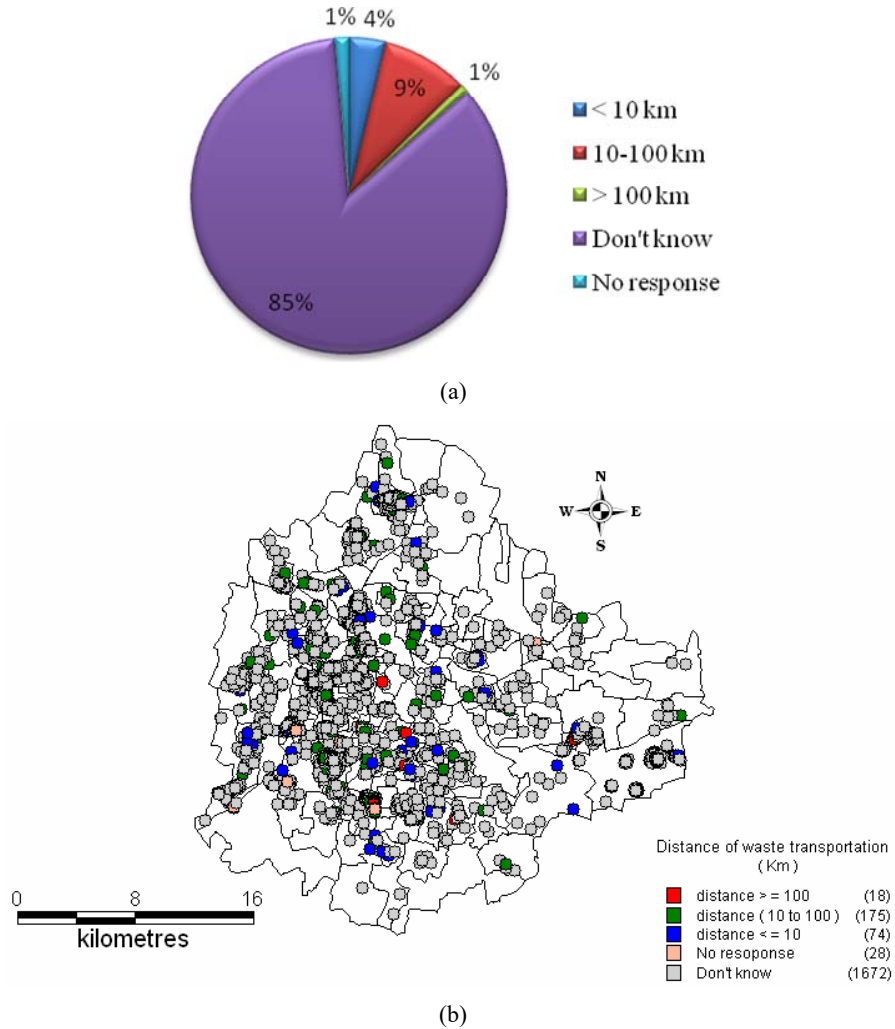 1%
4%
9%
1%
85%
< 10 km
10-100 km
> 100 km
Don't know
No response
(a)
N
W E
S
Distance of waste transportation
( Km )
distance > = 100 (18)
distance ( 10 to 100 ) (175)
distance < = 10 (74)
No resoponse (28)
Don't know (1672)
0 8 16
kilometres
(b)